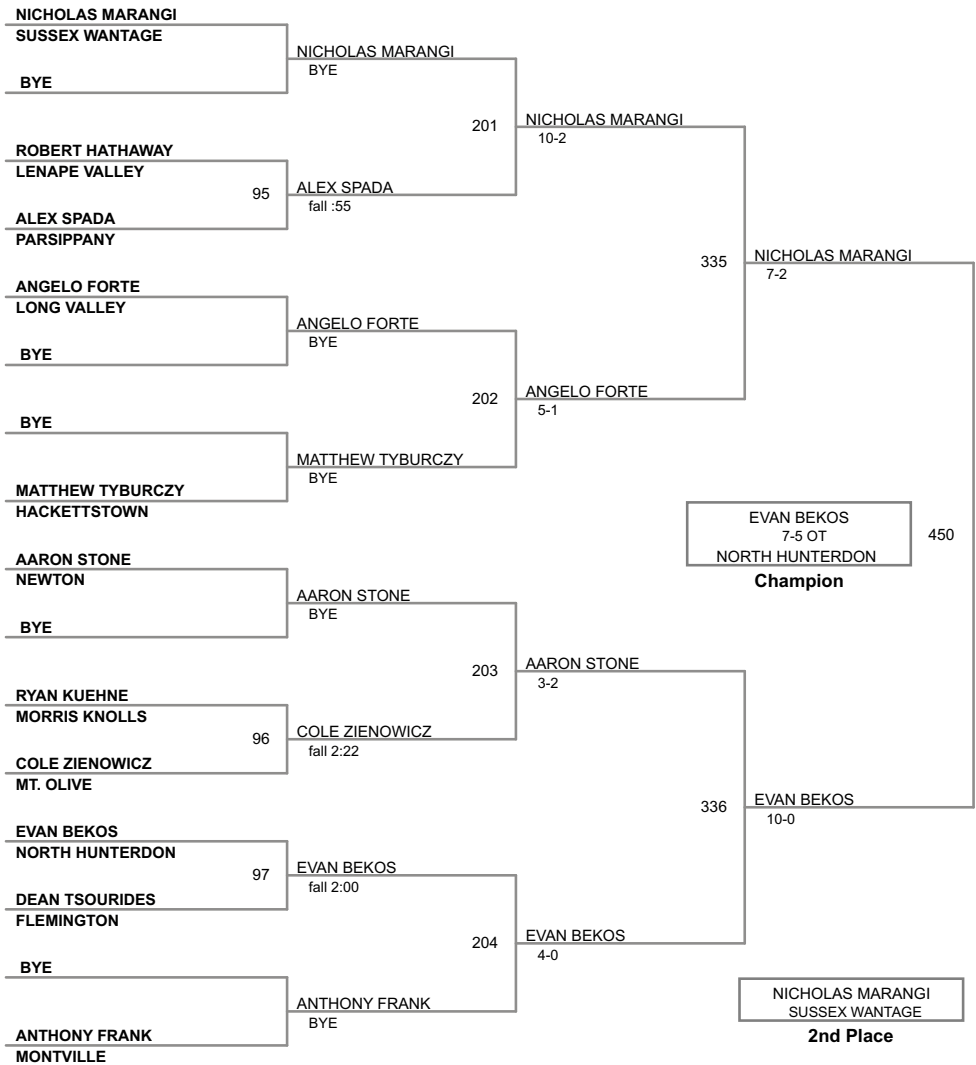 NICHOLAS MARANGI
SUSSEX WANTAGE
NICHOLAS MARANGI
BYE
BYE
201
NICHOLAS MARANGI
10-2
ROBERT HATHAWAY
LENAPE VALLEY
95
ALEX SPADA
fall :55
ALEX SPADA
PARSIPPANY
335
NICHOLAS MARANGI
7-2
ANGELO FORTE
LONG VALLEY
ANGELO FORTE
BYE
BYE
202
ANGELO FORTE
5-1
BYE
MATTHEW TYBURCZY
BYE
MATTHEW TYBURCZY
HACKETTSTOWN
EVAN BEKOS
7-5 OT
NORTH HUNTERDON
450
Champion
AARON STONE
NEWTON
AARON STONE
BYE
BYE
203
AARON STONE
3-2
RYAN KUEHNE
MORRIS KNOLLS
96
COLE ZIENOWICZ
fall 2:22
COLE ZIENOWICZ
MT. OLIVE
336
EVAN BEKOS
10-0
EVAN BEKOS
NORTH HUNTERDON
97
EVAN BEKOS
fall 2:00
DEAN TSOURIDES
FLEMINGTON
204
EVAN BEKOS
4-0
BYE
ANTHONY FRANK
BYE
ANTHONY FRANK
MONTVILLE
NICHOLAS MARANGI
SUSSEX WANTAGE
2nd Place